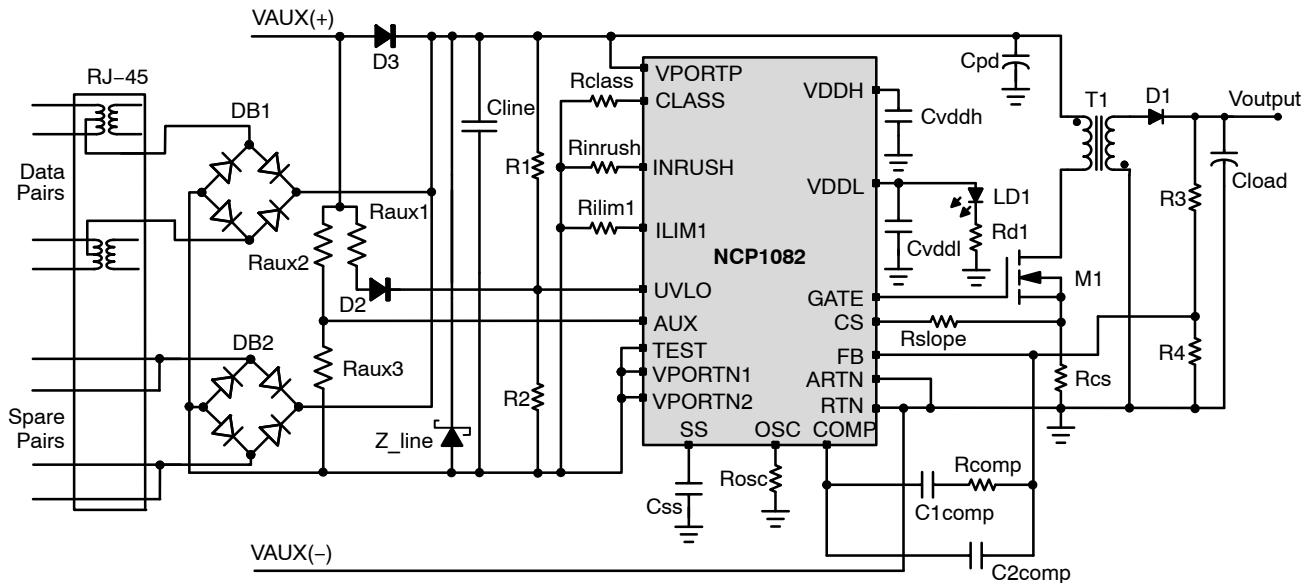 VAUX(+)
D3
RJ−45
DB1
Data
Pairs
Raux1
Raux2
D2
DB2
Raux3
Spare
Pairs
Z_line
Cline
R1
R2
Rclass
Rinrush
Rilim1
VPORTP
CLASS
INRUSH
ILIM1
NCP1082
UVLO
AUX
TEST
VPORTN1
VPORTN2
SS
OSC
COMP
VDDH
VDDL
GATE
CS
FB
ARTN
RTN
Cvddh
Cvddl
LD1
Rd1
Cpd
T1
D1
Voutput
Cload
R3
R4
M1
Rslope
Rcs
Css
Rosc
Rcomp
C1comp
C2comp
VAUX(−)